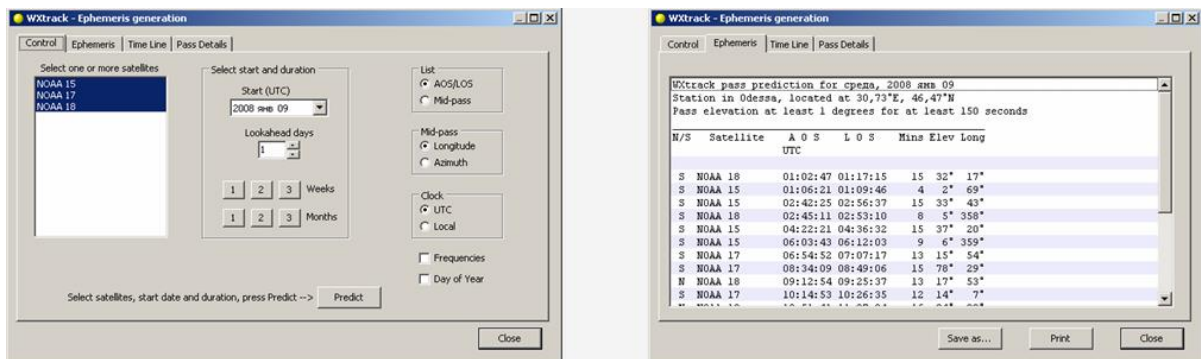 WXtrack - Ephemeris generation
Control Ephemeris Time Line Pass Details
Select one or more satellites
NOAA 15
NOAA 17
NOAA 18
Select start and duration
Start (UTC)
2008 янв 09
Lookahead days
1
1 2 3 Weeks
1 2 3 Months
List
AOS/LOS
Mid-pass
Mid-pass
Longitude
Azimuth
Clock
UTC
Local
Frequencies
Day of Year
Select satellites, start date and duration, press Predict --> Predict
Close
WXtrack - Ephemeris generation
Control Ephemeris Time Line Pass Details
WXtrack pass prediction for среда, 2008 янв 09
Station in Odessa, located at 30,73°E, 46,47°N
Pass elevation at least 1 degrees for at least 150 seconds
N/S Satellite A O S L O S Mins Elev Long
UTC
S NOAA 18 01:02:47 01:17:15 15 32° 17°
S NOAA 15 01:06:21 01:09:46 4 2° 69°
S NOAA 15 02:42:25 02:56:37 15 33° 43°
S NOAA 18 02:45:11 02:53:10 8 5° 358°
S NOAA 15 04:22:21 04:36:32 15 37° 20°
S NOAA 15 06:03:43 06:12:03 9 6° 359°
S NOAA 17 06:54:52 07:07:17 13 15° 54°
S NOAA 17 08:34:09 08:49:06 15 78° 29°
N NOAA 18 09:12:54 09:25:37 13 17° 53°
S NOAA 17 10:14:53 10:26:35 12 14° 7°
Save as... Print Close